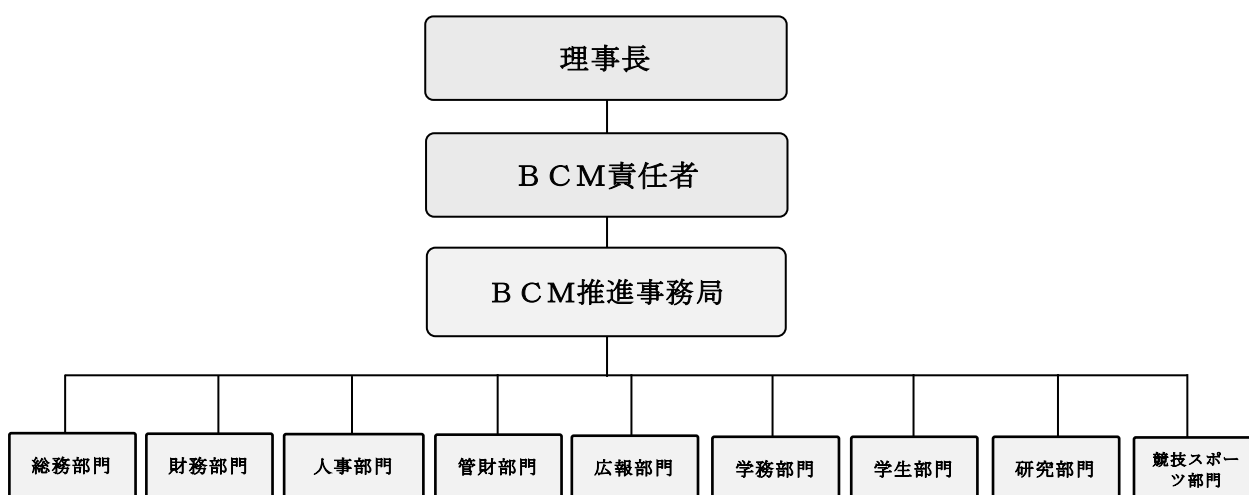 理事長
ＢＣＭ責任者
ＢＣＭ推進事務局
総務部門
財務部門
人事部門
管財部門
広報部門
学務部門
学生部門
研究部門
競技スポー
ツ部門